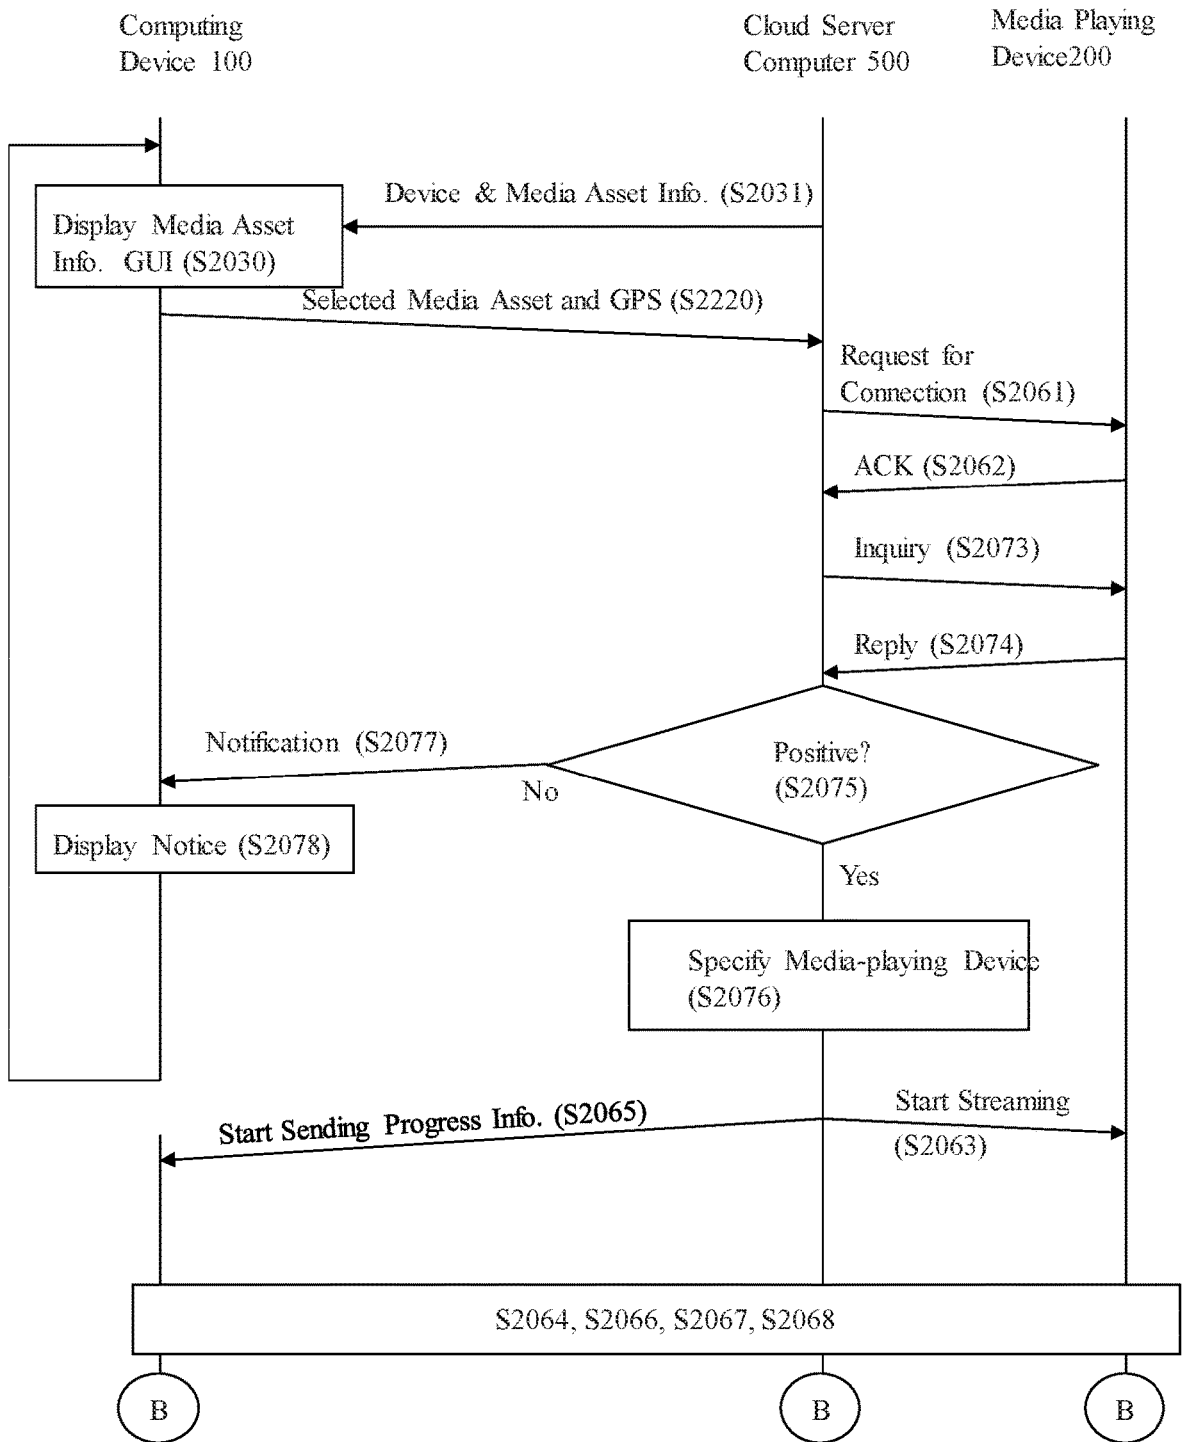 Computing
Device 100
Cloud Server
Computer 500
Media Playing
Device200
Device & Media Asset Info. (S2031)
Display Media Asset
Info. GUI (S2030)
Selected Media Asset and GPS (S2220)
Request for
Connection (S2061)
ACK (S2062)
Inquiry (S2073)
Reply (S2074)
Notification (S2077)
Positive?
(S2075)
No
Display Notice (S2078)
Yes
Specify Media-playing Device
(S2076)
Start Sending Progress Info. (S2065)
Start Streaming
(S2063)
S2064, S2066, S2067, S2068
B
B
B